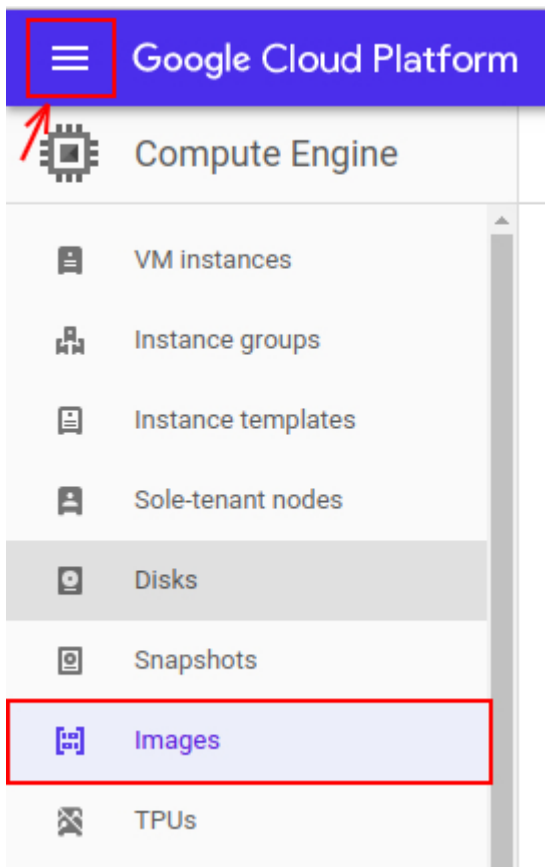 Google Cloud Platform
Compute Engine
VM instances
Instance groups
Instance templates
Sole-tenant nodes
Disks
Snapshots
Images
TPUs